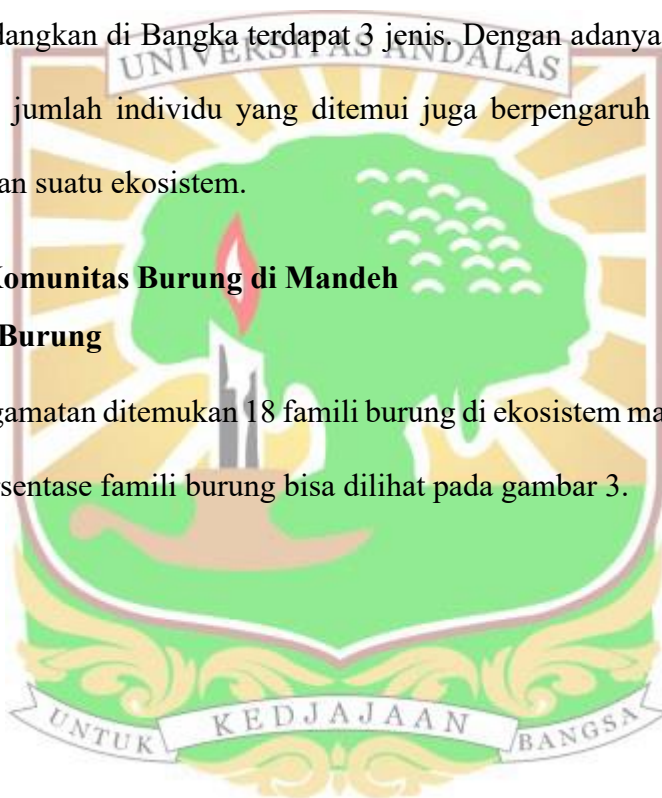 dangkan di Bangka terdapat 3 jenis. Dengan adanya
UNIVERSITAS ANDALAS
jumlah individu yang ditemui juga berpengaruh
an suatu ekosistem.
Komunitas Burung di Mandeh
Burung
gamatan ditemukan 18 famili burung di ekosistem ma
rsentase famili burung bisa dilihat pada gambar 3.
UNTUK KEDJAJAAN BANGSA